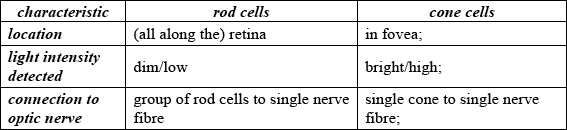 characteristic rod cells cone cells
location (all along the) retina in fovea;
light intensity
detected dim/low bright/high;
connection to
optic nerve group of rod cells to single nerve
fibre single cone to single nerve
fibre;